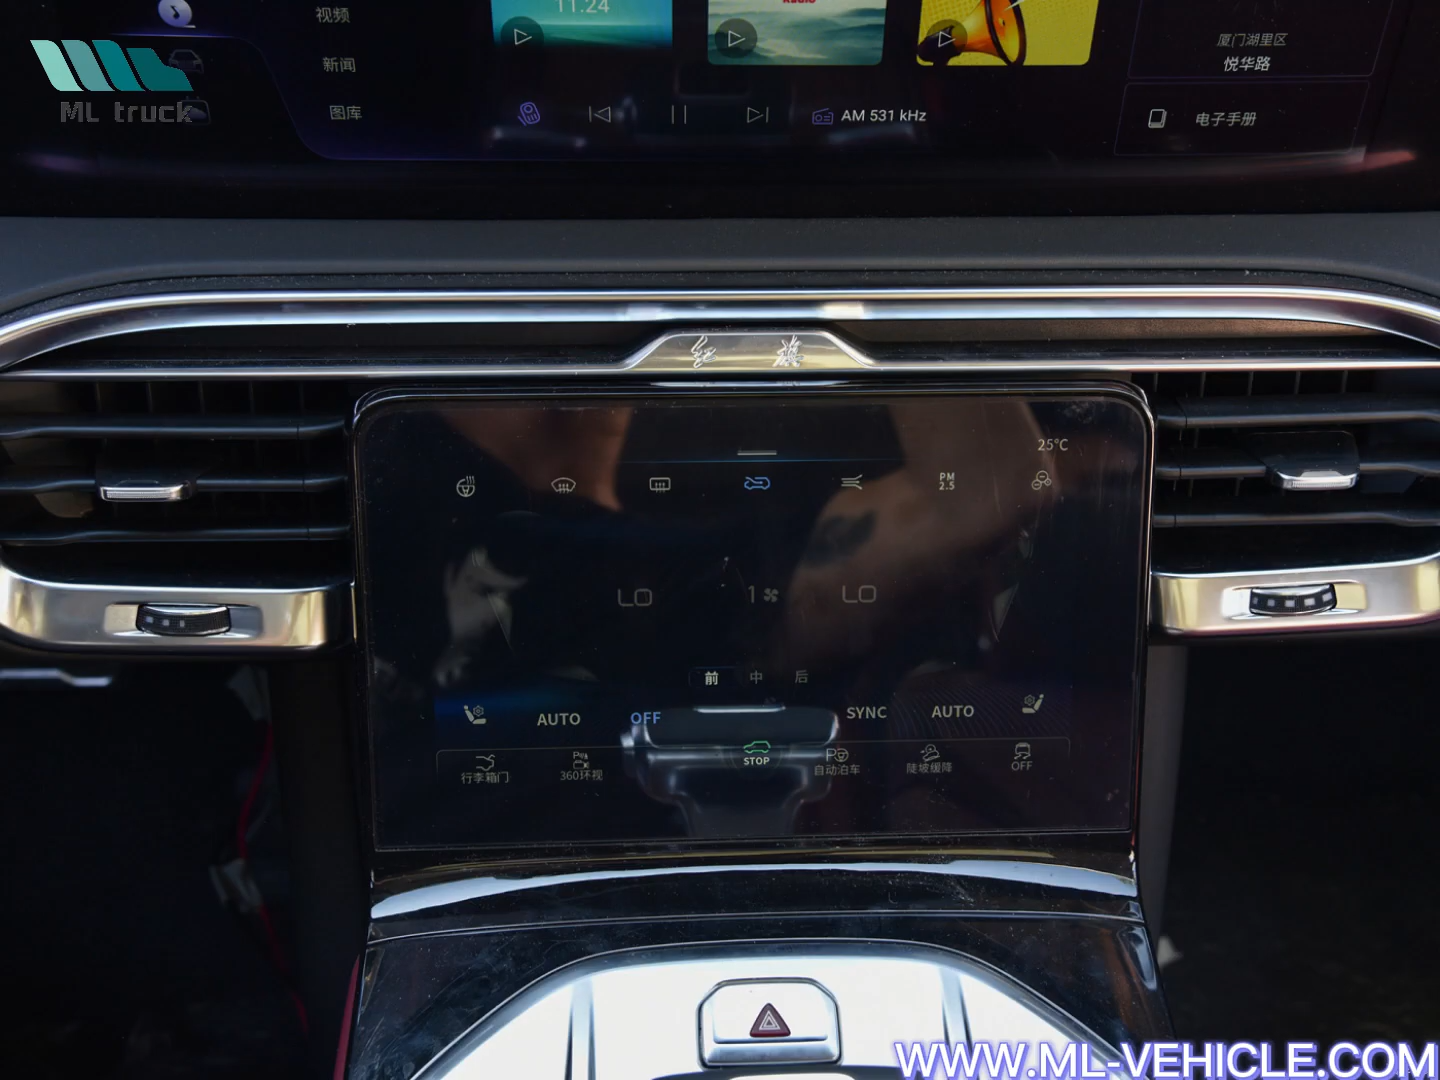 视频
11.24
RADIO
厦门湖里区
悦华路
新闻
ML truck
图库
AM 531 kHz
电子手册
红旗
25°C
PM
2.5
LO
1
LO
前 中 后
AUTO
OFF
SYNC
AUTO
行李箱门
360环视
STOP
自动泊车
陡坡缓降
OFF
WWW.ML-VEHICLE.COM